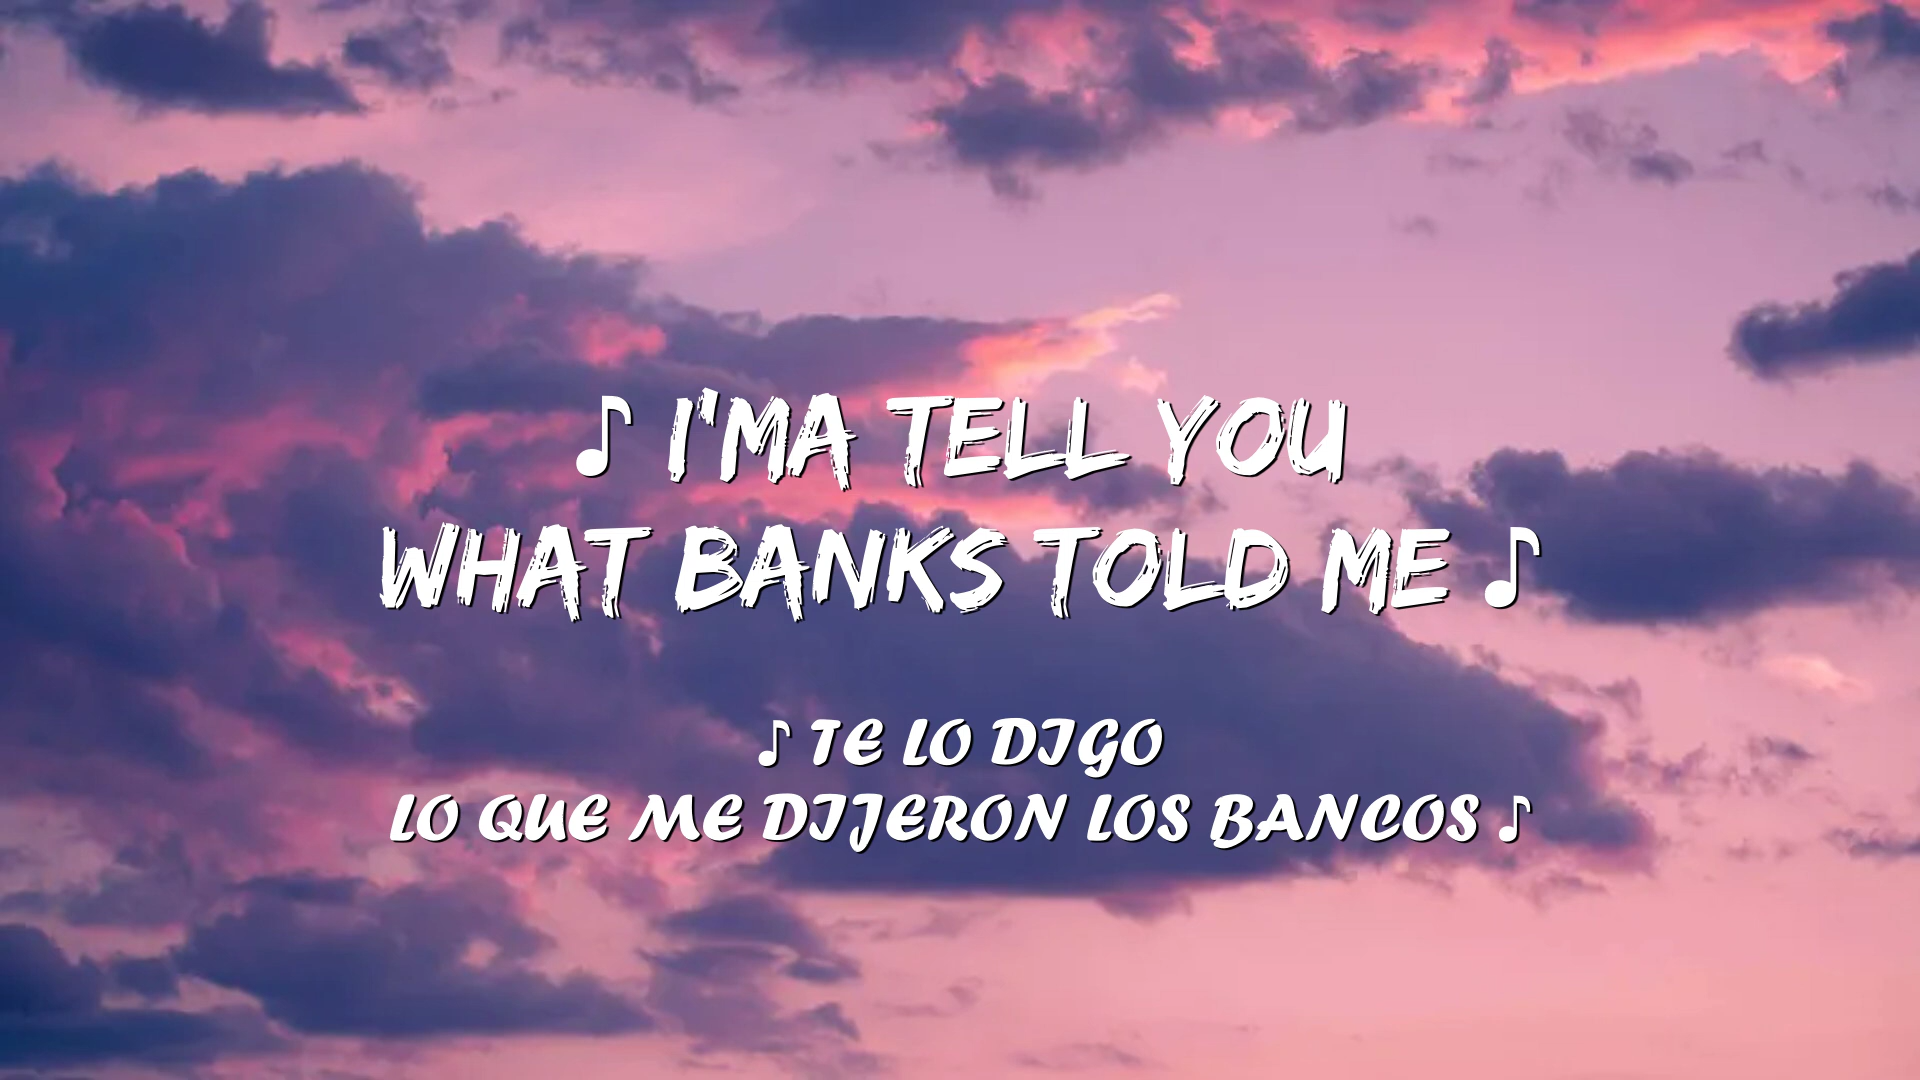 ♪ I'MA TELL YOU
WHAT BANKS TOLD ME ♪
♪ TE LO DIGO
LO QUE ME DIJERON LOS BANCOS ♪